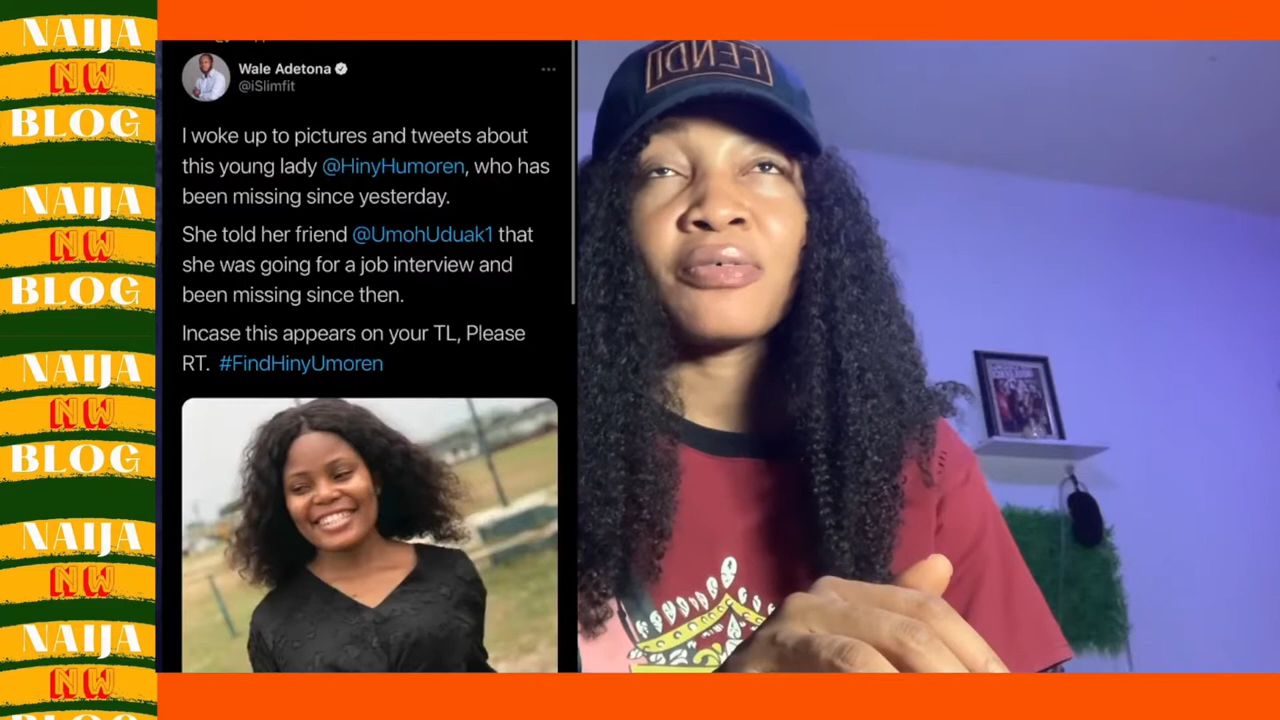 NAIJA
NW
BLOG
NAIJA
NW
BLOG
NAIJA
NW
BLOG
NAIJA
NW
BLOG
NAIJA
NW
BLOG
Wale Adetona
@iSlimfit
I woke up to pictures and tweets about
this young lady @HinyHumoren, who has
been missing since yesterday.
She told her friend @UmohUduak1 that
she was going for a job interview and
been missing since then.
Incase this appears on your TL, Please
RT. #FindHinyUmoren
FENDI